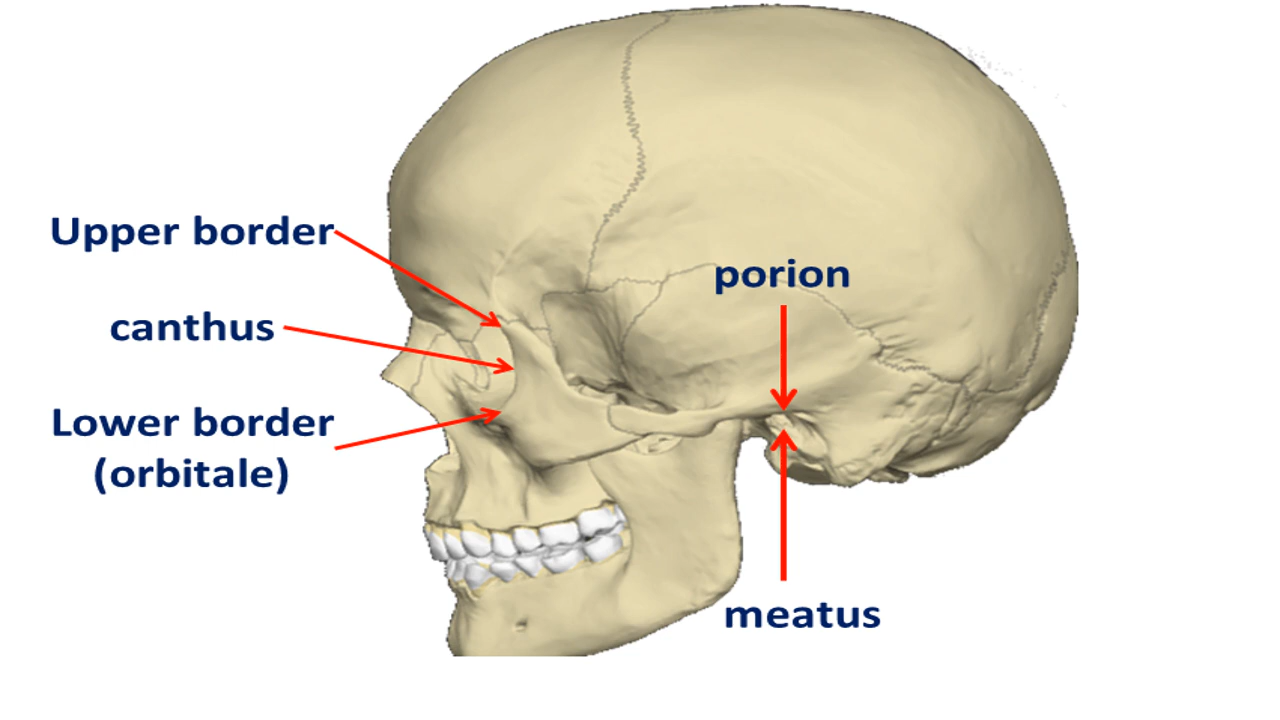 Upper border
canthus
Lower border
(orbitale)
porion
meatus